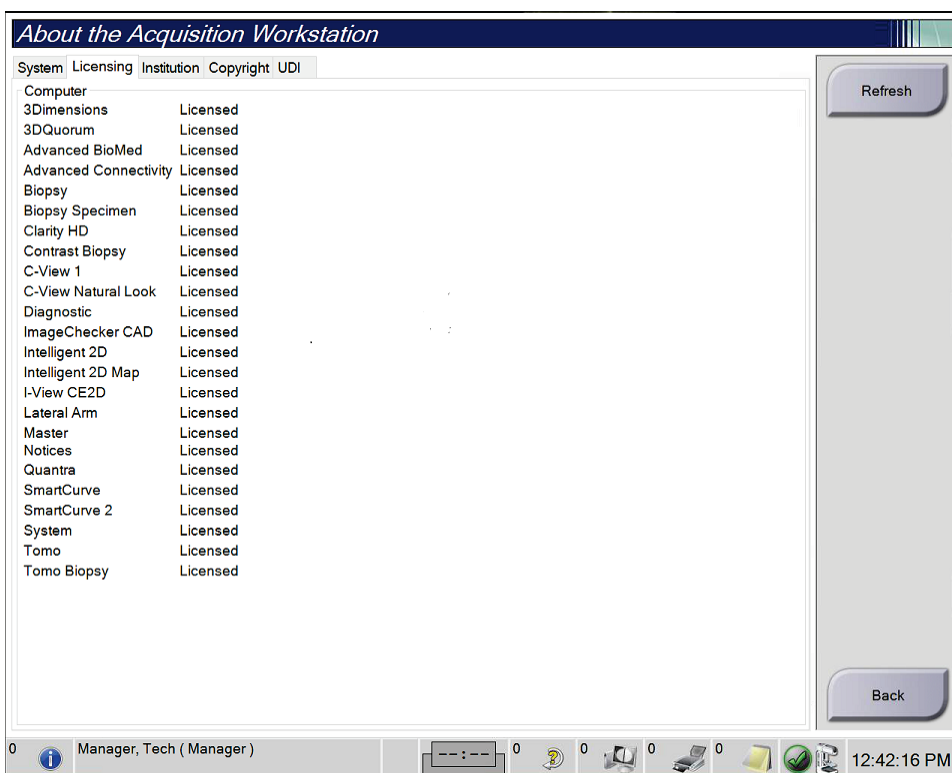 About the Acquisition Workstation
System Licensing Institution Copyright UDI
Refresh
Computer
3Dimensions Licensed
3DQuorum Licensed
Advanced BioMed Licensed
Advanced Connectivity Licensed
Biopsy Licensed
Biopsy Specimen Licensed
Clarity HD Licensed
Contrast Biopsy Licensed
C-View 1 Licensed
C-View Natural Look Licensed
Diagnostic Licensed
ImageChecker CAD Licensed
Intelligent 2D Licensed
Intelligent 2D Map Licensed
I-View CE2D Licensed
Lateral Arm Licensed
Master Licensed
Notices Licensed
Quantra Licensed
SmartCurve Licensed
SmartCurve 2 Licensed
System Licensed
Tomo Licensed
Tomo Biopsy Licensed
Back
0 Manager, Tech ( Manager ) --:-- 0 0 0 0 12:42:16 PM